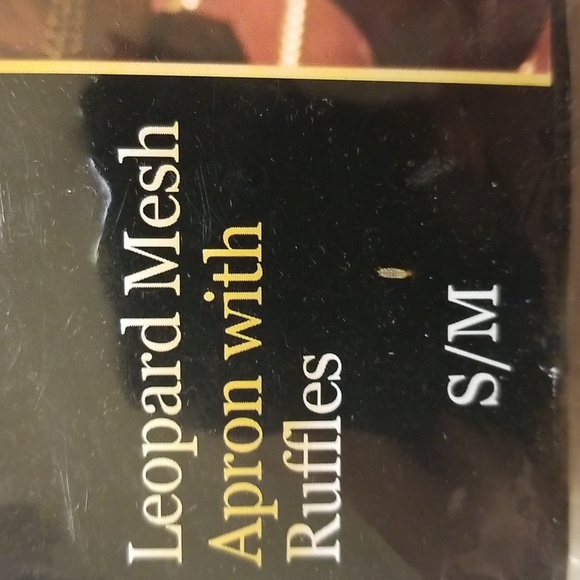 Leopard Mesh
Apron with
Ruffles
S/M